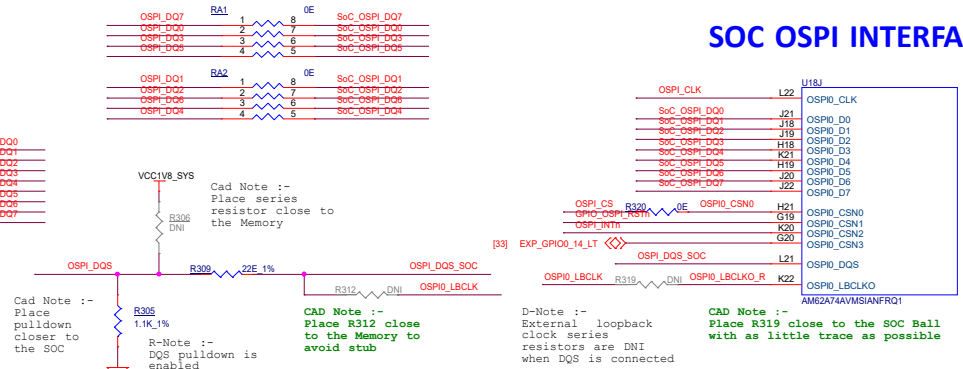 SOC OSPI INTERFA
RA1
0E
OSPI_DQ7 1 8 SoC_OSPI_DQ7
OSPI_DQ0 2 7 SoC_OSPI_DQ0
OSPI_DQ3 3 6 SoC_OSPI_DQ3
OSPI_DQ5 4 5 SoC_OSPI_DQ5
RA2
0E
OSPI_DQ1 1 8 SoC_OSPI_DQ1
OSPI_DQ2 2 7 SoC_OSPI_DQ2
OSPI_DQ6 3 6 SoC_OSPI_DQ6
OSPI_DQ4 4 5 SoC_OSPI_DQ4
DQ0
DQ1
DQ2
DQ3
DQ4
DQ5
DQ6
DQ7
VCC1V8_SYS
R306
DNI
Cad Note :-
Place series
resistor close to
the Memory
OSPI_DQS
R309 22E_1%
OSPI_DQS_SOC
R312 DNI OSPI0_LBCLK
Cad Note :-
Place
pulldown
closer to
the SOC
R305
1.1K_1%
R-Note :-
DQS pulldown is
enabled
CAD Note :-
Place R312 close
to the Memory to
avoid stub
U18J
OSPI_CLK L22 OSPI0_CLK
SoC_OSPI_DQ0 J21 OSPI0_D0
SoC_OSPI_DQ1 J18 OSPI0_D1
SoC_OSPI_DQ2 J19 OSPI0_D2
SoC_OSPI_DQ3 H18 OSPI0_D3
SoC_OSPI_DQ4 K21 OSPI0_D4
SoC_OSPI_DQ5 H19 OSPI0_D5
SoC_OSPI_DQ6 J20 OSPI0_D6
SoC_OSPI_DQ7 J22 OSPI0_D7
OSPI_CS R320 0E OSPI0_CSN0 H21 OSPI0_CSN0
GPIO_OSPI_RSTn G19 OSPI0_CSN1
OSPI_INTn K20 OSPI0_CSN2
[33] EXP_GPIO0_14_LT G20 OSPI0_CSN3
OSPI_DQS_SOC L21 OSPI0_DQS
OSPI0_LBCLK R319 DNI OSPI0_LBCLKO_R K22 OSPI0_LBCLKO
AM62A74AVMSIANFRQ1
D-Note :-
External loopback
clock series
resistors are DNI
when DQS is connected
CAD Note :-
Place R319 close to the SOC Ball
with as little trace as possible